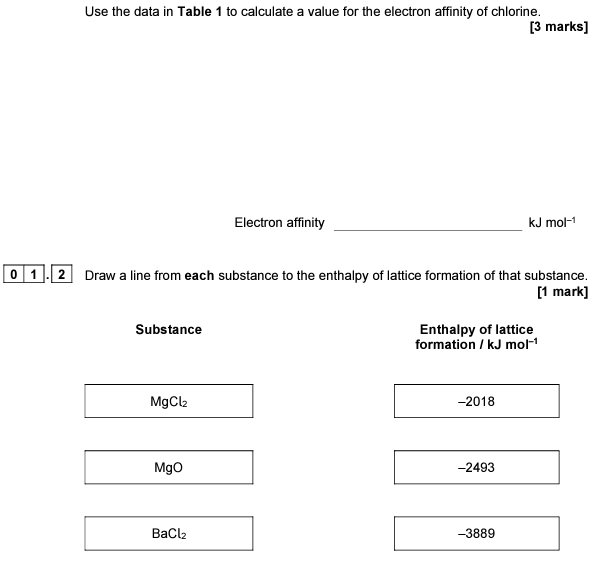 Use the data in Table 1 to calculate a value for the electron affinity of chlorine.
[3 marks]
Electron affinity ____________________ kJ mol⁻¹
0 1 . 2 Draw a line from each substance to the enthalpy of lattice formation of that substance.
[1 mark]
Substance Enthalpy of lattice
formation / kJ mol⁻¹
MgCl₂ –2018
MgO –2493
BaCl₂ –3889